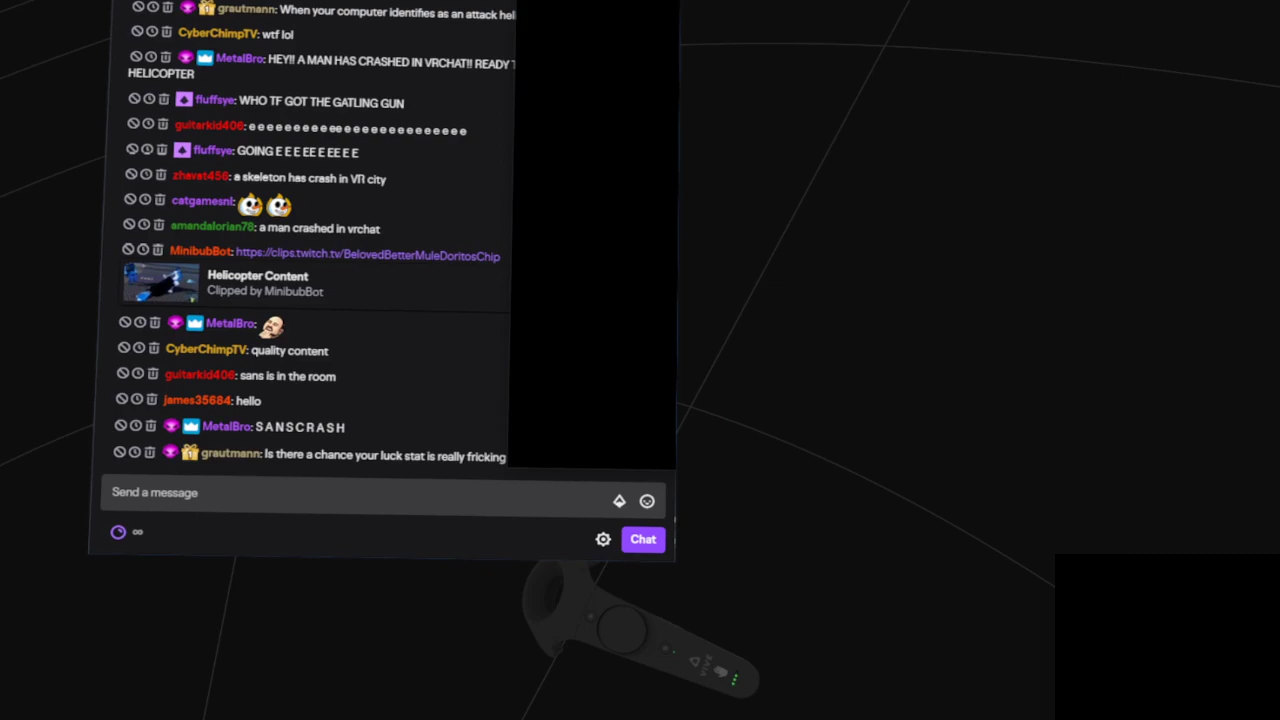 grautmann: When your computer identifies as an attack hel
CyberChimpTV: wtf lol
MetalBro: HEY!! A MAN HAS CRASHED IN VRCHAT!! READY T
HELICOPTER
fluffsye: WHO TF GOT THE GATLING GUN
guitarkid406: e e e e e e e e e e e e e e e e e e e e e e e e e
fluffsye: GOING E E E E E E E E E E
zhavat456: a skeleton has crash in VR city
catgamesnl:
amandalorian78: a man crashed in vrchat
MinibubBot: https://clips.twitch.tv/BelovedBetterMuleDoritosChip
Helicopter Content
Clipped by MinibubBot
MetalBro:
CyberChimpTV: quality content
guitarkid406: sans is in the room
james35684: hello
MetalBro: S A N S C R A S H
grautmann: Is there a chance your luck stat is really fricking
Send a message
∞
Chat
VIVE